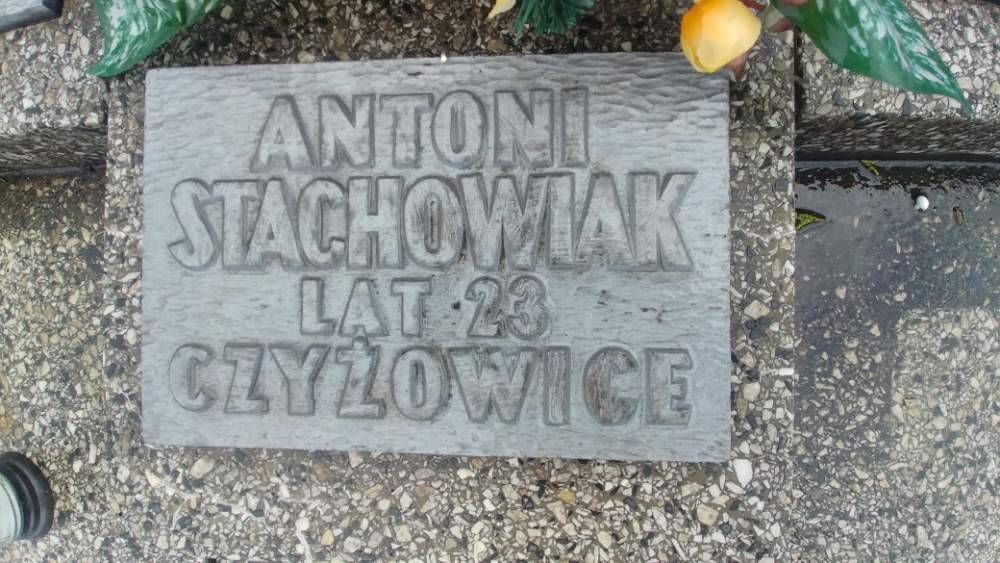 ANTONI
STACHOWIAK
LAT 23
CZYŻOWICE